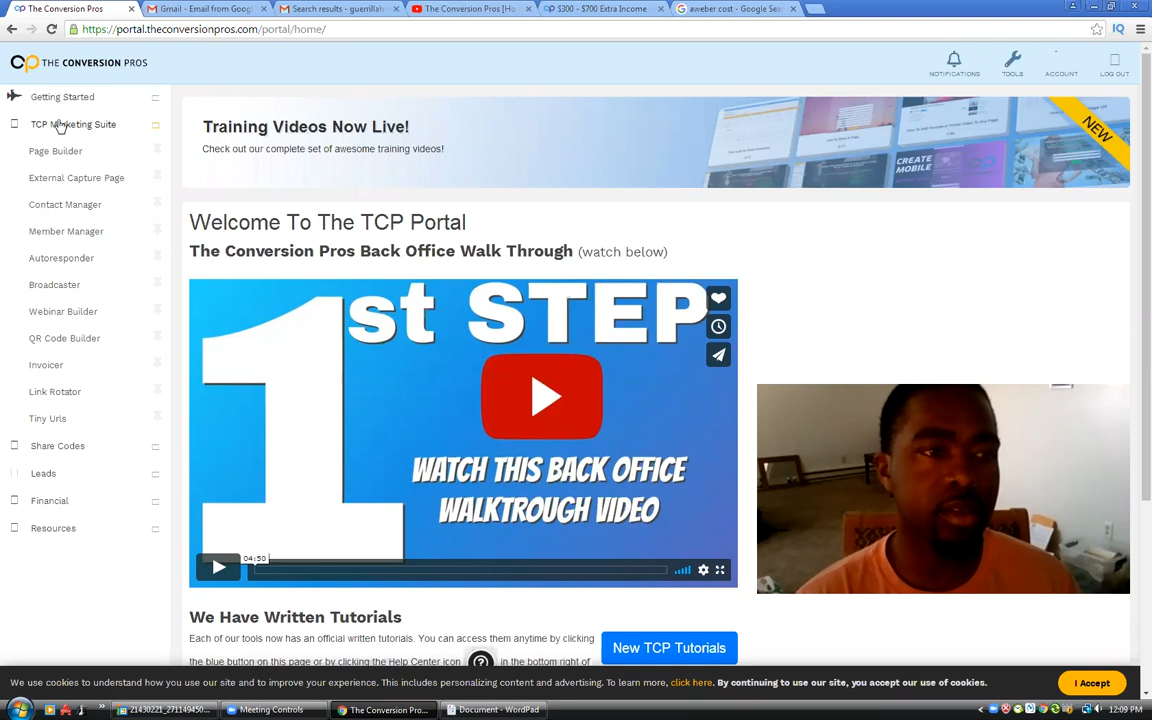 The Conversion Pros
Gmail - Email from Goog
Search results - guerrillah
The Conversion Pros [Ho
$300 - $700 Extra Income
aweber cost - Google Sea
https://portal.theconversionpros.com/portal/home/
THE CONVERSION PROS
NOTIFICATIONS
TOOLS
ACCOUNT
LOG OUT
Getting Started
TCP Marketing Suite
Page Builder
External Capture Page
Contact Manager
Member Manager
Autoresponder
Broadcaster
Webinar Builder
QR Code Builder
Invoicer
Link Rotator
Tiny Urls
Share Codes
Leads
Financial
Resources
Training Videos Now Live!
Check out our complete set of awesome training videos!
CREATE
MOBILE
NEW
Welcome To The TCP Portal
The Conversion Pros Back Office Walk Through (watch below)
1st STEP
WATCH THIS BACK OFFICE
WALKTROUGH VIDEO
04:50
We Have Written Tutorials
Each of our tools now has an official written tutorials. You can access them anytime by clicking
the blue button on this page or by clicking the Help Center icon in the bottom right of
New TCP Tutorials
We use cookies to understand how you use our site and to improve your experience. This includes personalizing content and advertising. To learn more, click here. By continuing to use our site, you accept our use of cookies.
I Accept
21430221_271149450...
Meeting Controls
The Conversion Pro...
Document - WordPad
12:09 PM